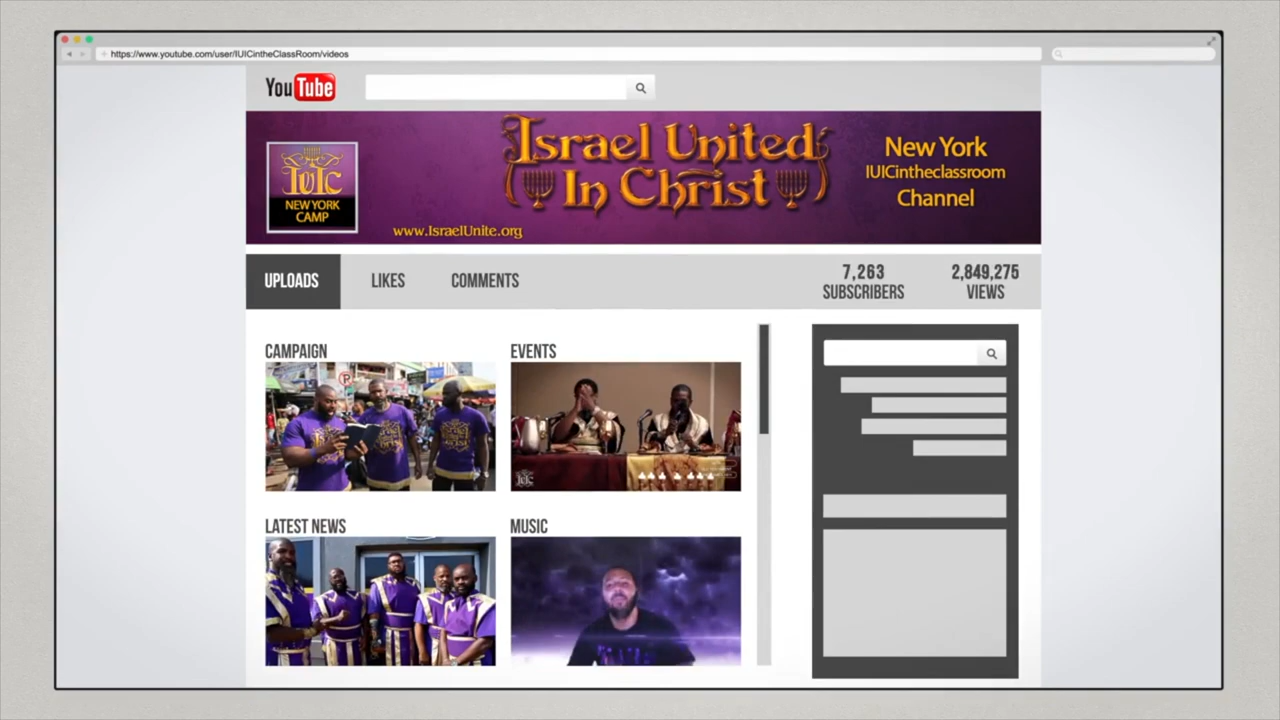 https://www.youtube.com/user/IUICintheClassRoom/videos
YouTube
Israel United
In Christ
New York
IUICintheclassroom
Channel
IUIC
NEW YORK
CAMP
www.IsraelUnite.org
UPLOADS
LIKES
COMMENTS
7,263
SUBSCRIBERS
2,849,275
VIEWS
CAMPAIGN
EVENTS
P
IUIC
LATEST NEWS
MUSIC